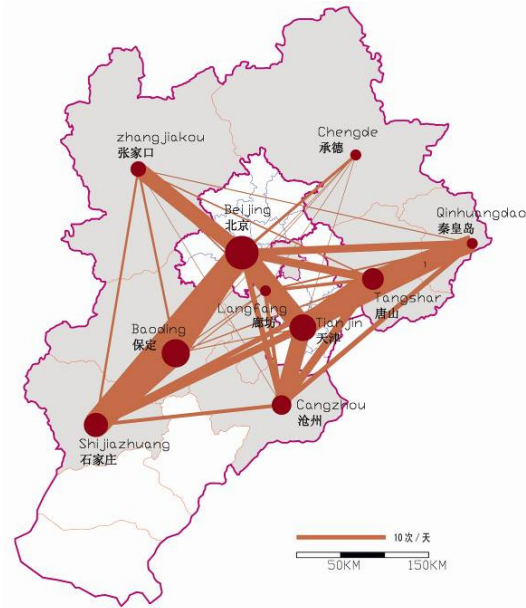 Chengde
承德
zhangjiakou
张家口
Beijing
北京
Qinhuangdao
秦皇岛
Tangshar
唐山
Langfang
廊坊
Tianjin
天津
Baoding
保定
Cangzhou
沧州
Shijiazhuang
石家庄
10次/天
50KM
150KM